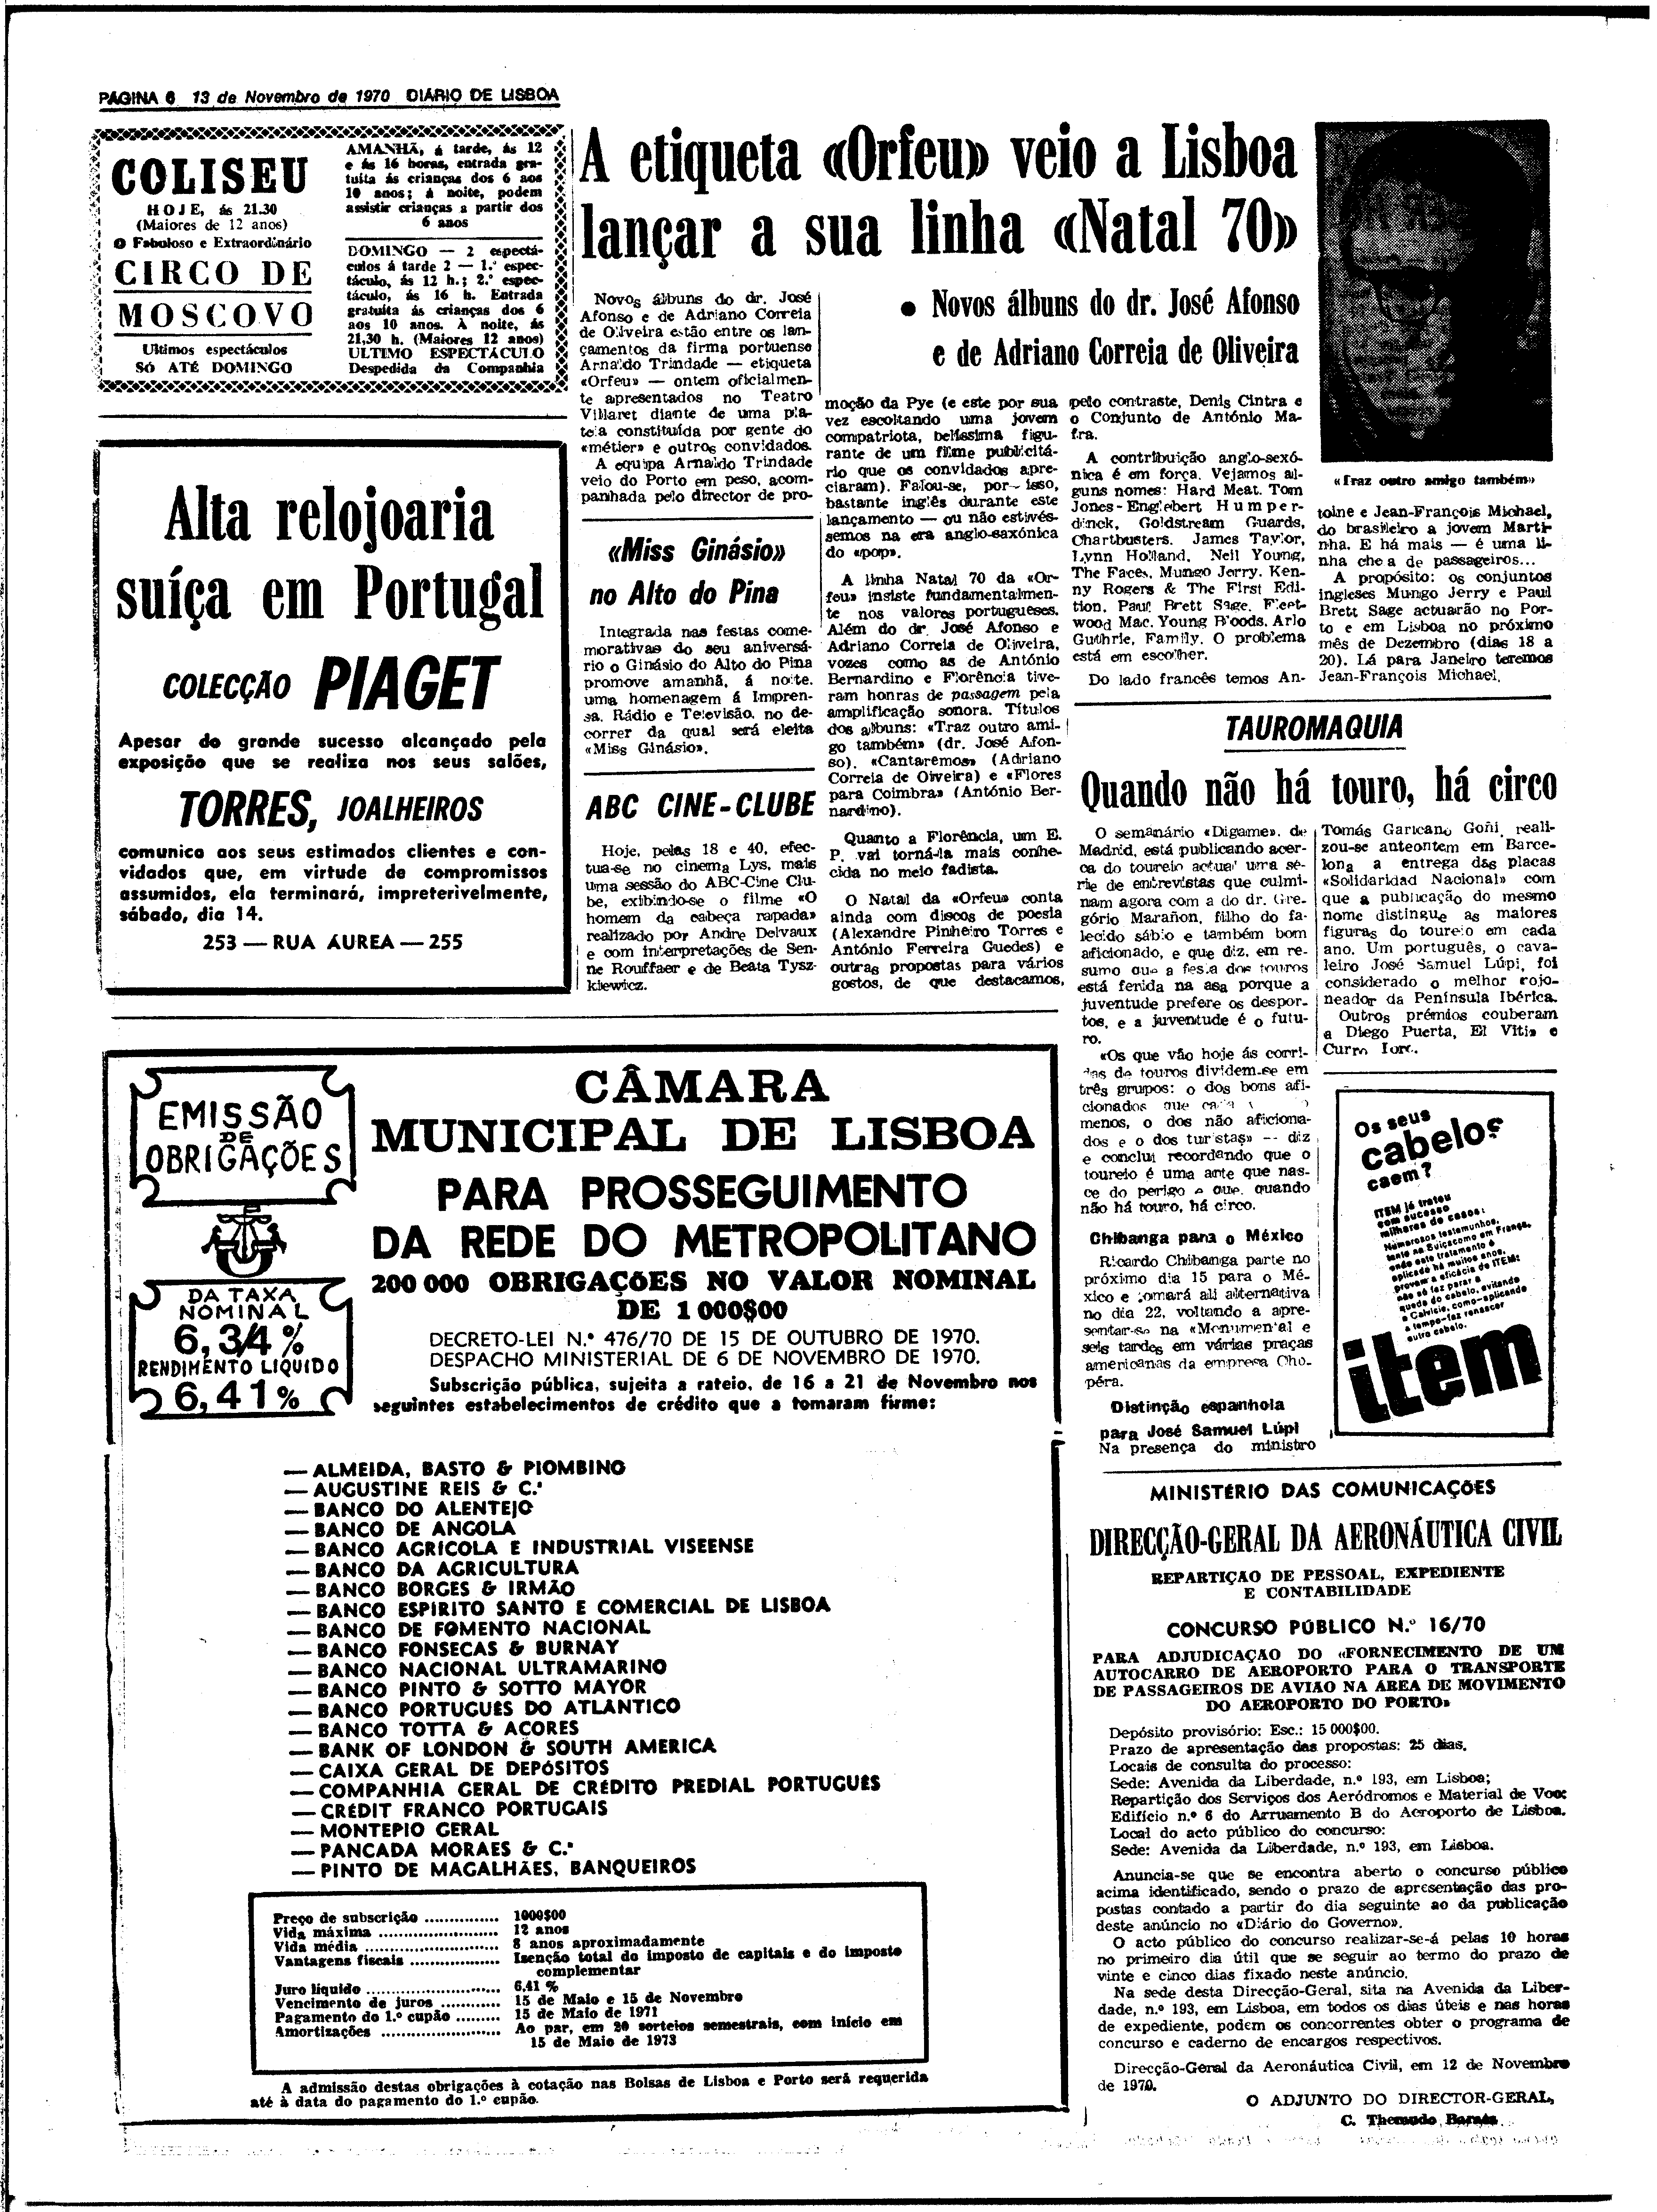 PÁGINA 6 13 de Novembro de 1970 DIÁRIO DE LISBOA
COLISEU
HOJE, ás 21.30
(Maiores de 12 anos)
O Fabuloso e Extraordinário
CIRCO DE
MOSCOVO
Ultimos espectáculos
SÓ ATÉ DOMINGO
AMANHÃ, á tarde, ás 12
e ás 16 horas, entrada gra-
tuita ás crianças dos 6 aos
10 anos; á noite, podem
assistir crianças a partir dos
6 anos
DOMINGO — 2 espectá-
culos á tarde 2 — 1.º espec-
táculo, ás 12 h.; 2.º espec-
táculo, ás 16 h. Entrada
gratuita ás crianças dos 6
aos 10 anos. À noite, ás
21,30 h. (Maiores 12 anos)
ULTIMO ESPECTÁCULO
Despedida da Companhia
Alta relojoaria
suíça em Portugal
COLECÇÃO PIAGET
Apesar do grande sucesso alcançado pela
exposição que se realiza nos seus salões,
TORRES, JOALHEIROS
comunica aos seus estimados clientes e con-
vidados que, em virtude de compromissos
assumidos, ela terminará, impreterivelmente,
sábado, dia 14.
253 — RUA ÁUREA — 255
A etiqueta «Orfeu» veio a Lisboa
lançar a sua linha «Natal 70»
• Novos álbuns do dr. José Afonso
e de Adriano Correia de Oliveira
Novos álbuns do dr. José
Afonso e de Adriano Correia
de Oliveira estão entre os lan-
çamentos da firma portuense
Arnaldo Trindade — etiqueta
«Orfeu» — ontem oficialmen-
te apresentados no Teatro
Villaret diante de uma pla-
teia constituída por gente do
«métier» e outros convidados.
A equipa Arnaldo Trindade
veio do Porto em peso, acom-
panhada pelo director de pro-
moção da Pye (e este por sua
vez escoltando uma jovem
compatriota, belíssima figu-
rante de um filme publicitá-
rio que os convidados apre-
ciaram). Falou-se, por isso,
bastante inglês durante este
lançamento — ou não estivés-
semos na era anglo-saxónica
do «pop».
A linha Natal 70 da «Or-
feu» insiste fundamentalmen-
te nos valores portugueses.
Além do dr. José Afonso e
Adriano Correia de Oliveira,
vozes como as de António
Bernardino e Florência tive-
ram honras de passagem pela
amplificação sonora. Títulos
dos albuns: «Traz outro ami-
go também» (dr. José Afon-
so), «Cantaremos» (Adriano
Correia de Oliveira) e «Flores
para Coimbra» (António Ber-
nardino).
Quanto a Florência, um E.
P. vai torná-la mais conhe-
cida no meio fadista.
O Natal da «Orfeu» conta
ainda com discos de poesia
(Alexandre Pinheiro Torres e
António Ferreira Guedes) e
outras propostas para vários
gostos, de que destacamos,
pelo contraste, Denis Cintra e
o Conjunto de António Ma-
fra.
A contribuição anglo-sexó-
nica é em força. Vejamos al-
guns nomes: Hard Meat. Tom
Jones - Englebert Humper-
dinck, Goldstream Guards,
Chartbusters. James Taylor,
Lynn Holland, Neil Young,
The Faces, Mungo Jerry. Ken-
ny Rogers & The First Edi-
tion, Paul Brett Sage, Fleet-
wood Mac. Young Bloods, Arlo
Guthrie, Family. O problema
está em escolher.
Do lado francês temos An-
«Traz outro amigo também»
toine e Jean-François Michael,
do brasileiro a jovem Marti-
nha. E há mais — é uma li-
nha cheia de passageiros...
A propósito: os conjuntos
ingleses Mungo Jerry e Paul
Brett Sage actuarão no Por-
to e em Lisboa no próximo
mês de Dezembro (dias 18 a
20). Lá para Janeiro teremos
Jean-François Michael.
«Miss Ginásio»
no Alto do Pina
Integrada nas festas come-
morativas do seu aniversá-
rio o Ginásio do Alto do Pina
promove amanhã, á noite,
uma homenagem á Impren-
sa, Rádio e Televisão, no de-
correr da qual será eleita
«Miss Ginásio».
ABC CINE-CLUBE
Hoje, pelas 18 e 40, efec-
tua-se no cinema Lys, mais
uma sessão do ABC-Cine Clu-
be, exibindo-se o filme «O
homem da cabeça rapada»
realizado por Andre Delvaux
e com interpretações de Sen-
ne Rouffaer e de Beata Tysz-
kiewicz.
TAUROMAQUIA
Quando não há touro, há circo
O semanário «Digame», de
Madrid, está publicando acer-
ca do toureio actual uma sé-
rie de entrevistas que culmi-
nam agora com a do dr. Gre-
gório Marañon, filho do fa-
lecido sábio e também bom
aficionado, e que diz, em re-
sumo que a festa dos touros
está ferida na asa porque a
juventude prefere os despor-
tos, e a juventude é o futu-
ro.
«Os que vão hoje ás corri-
das de touros dividem-se em
três grupos: o dos bons afi-
cionados que
menos, o dos não aficiona-
dos e o dos turistas» — diz
e conclui recordando que o
toureio é uma arte que nas-
ce do perigo e que, quando
não há touro, há circo.
Chibanga para o México
Ricardo Chibanga parte no
próximo dia 15 para o Mé-
xico e tomará ali alternativa
no dia 22, voltando a apre-
sentar-se na «Monumental e
seis tardes em várias praças
americanas da empresa Cho-
péra.
Distinção espanhola
para José Samuel Lúpi
Na presença do ministro
Tomás Garicano Goñi, reali-
zou-se anteontem em Barce-
lona a entrega das placas
«Solidaridad Nacional» com
que a publicação do mesmo
nome distingue as maiores
figuras do toureio em cada
ano. Um português, o cava-
leiro José Samuel Lúpi, foi
considerado o melhor rojo-
neador da Península Ibérica.
Outros prémios couberam
a Diego Puerta, El Viti» e
Curro
Os seus
cabelos
caem?
ITEM já tratou
com sucesso
milhares de casos:
Numerosos testemunhos,
tanto na Suiça como em França,
onde este tratamento é
aplicado há muitos anos,
provam a eficácia de ITEM:
não só faz parar a
queda do cabelo, evitando
a Calvície, como—aplicando
a tempo—faz renascer
outro cabelo.
item
EMISSÃO
DE
OBRIGAÇÕES
DA TAXA
NOMINAL
6,3/4%
RENDIMENTO LIQUIDO
6,41%
CÂMARA
MUNICIPAL DE LISBOA
PARA PROSSEGUIMENTO
DA REDE DO METROPOLITANO
200 000 OBRIGAÇÕES NO VALOR NOMINAL
DE 1 000$00
DECRETO-LEI N.º 476/70 DE 15 DE OUTUBRO DE 1970.
DESPACHO MINISTERIAL DE 6 DE NOVEMBRO DE 1970.
Subscrição pública, sujeita a rateio, de 16 a 21 de Novembro nos
seguintes estabelecimentos de crédito que a tomaram firme:
— ALMEIDA, BASTO & PIOMBINO
— AUGUSTINE REIS & C.ª
— BANCO DO ALENTEJO
— BANCO DE ANGOLA
— BANCO AGRICOLA E INDUSTRIAL VISEENSE
— BANCO DA AGRICULTURA
— BANCO BORGES & IRMÃO
— BANCO ESPIRITO SANTO E COMERCIAL DE LISBOA
— BANCO DE FOMENTO NACIONAL
— BANCO FONSECAS & BURNAY
— BANCO NACIONAL ULTRAMARINO
— BANCO PINTO & SOTTO MAYOR
— BANCO PORTUGUÊS DO ATLÂNTICO
— BANCO TOTTA & AÇORES
— BANK OF LONDON & SOUTH AMERICA
— CAIXA GERAL DE DEPÓSITOS
— COMPANHIA GERAL DE CRÉDITO PREDIAL PORTUGUÊS
— CRÉDIT FRANCO PORTUGAIS
— MONTEPIO GERAL
— PANCADA MORAES & C.ª
— PINTO DE MAGALHÃES, BANQUEIROS
Preço de subscrição ............... 1000$00
Vida máxima ........................ 12 anos
Vida média ........................... 8 anos aproximadamente
Vantagens fiscais .................. Isenção total do imposto de capitais e do imposto
complementar
Juro líquido ........................... 6,41 %
Vencimento de juros ............ 15 de Maio e 15 de Novembro
Pagamento do 1.º cupão ......... 15 de Maio de 1971
Amortizações ........................ Ao par, em 20 sorteios semestrais, com início em
15 de Maio de 1973
A admissão destas obrigações à cotação nas Bolsas de Lisboa e Porto será requerida
até à data do pagamento do 1.º cupão.
MINISTÉRIO DAS COMUNICAÇÕES
DIRECÇÃO-GERAL DA AERONÁUTICA CIVIL
REPARTIÇÃO DE PESSOAL, EXPEDIENTE
E CONTABILIDADE
CONCURSO PÚBLICO N.º 16/70
PARA ADJUDICAÇÃO DO «FORNECIMENTO DE UM
AUTOCARRO DE AEROPORTO PARA O TRANSPORTE
DE PASSAGEIROS DE AVIÃO NA ÁREA DE MOVIMENTO
DO AEROPORTO DO PORTO»
Depósito provisório: Esc.: 15 000$00.
Prazo de apresentação das propostas: 25 dias.
Locais de consulta do processo:
Sede: Avenida da Liberdade, n.º 193, em Lisboa;
Repartição dos Serviços dos Aeródromos e Material de Voo:
Edifício n.º 6 do Arruamento B do Aeroporto de Lisboa.
Local do acto público do concurso:
Sede: Avenida da Liberdade, n.º 193, em Lisboa.
Anuncia-se que se encontra aberto o concurso público
acima identificado, sendo o prazo de apresentação das pro-
postas contado a partir do dia seguinte ao da publicação
deste anúncio no «Diário do Governo».
O acto público do concurso realizar-se-á pelas 10 horas
no primeiro dia útil que se seguir ao termo do prazo de
vinte e cinco dias fixado neste anúncio.
Na sede desta Direcção-Geral, sita na Avenida da Liber-
dade, n.º 193, em Lisboa, em todos os dias úteis e nas horas
de expediente, podem os concorrentes obter o programa de
concurso e caderno de encargos respectivos.
Direcção-Geral da Aeronáutica Civil, em 12 de Novembro
de 1970.
O ADJUNTO DO DIRECTOR-GERAL,
C. Themudo Barata